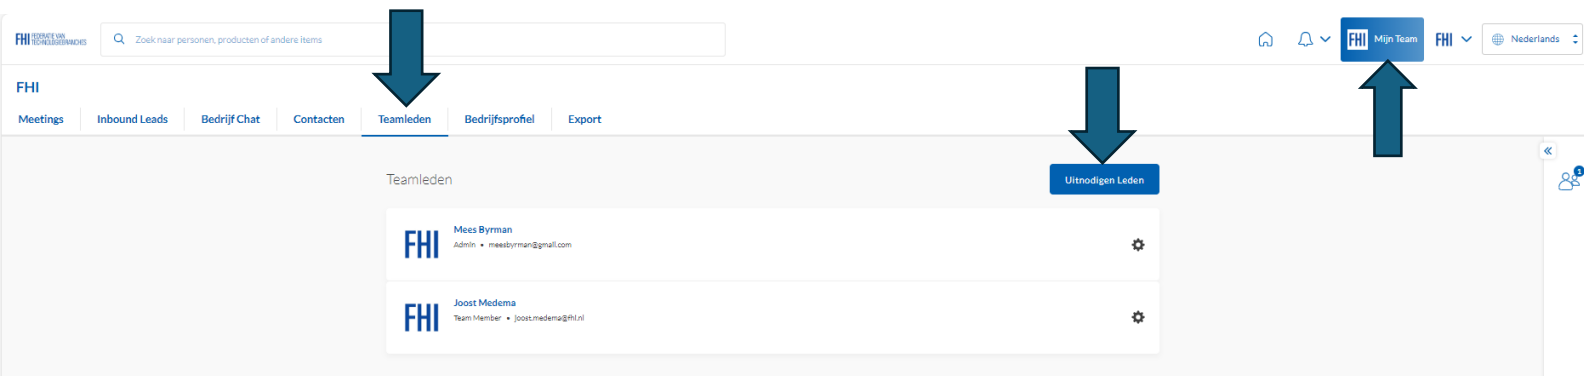 FHI FEDERATIE VAN TECHNOLOGIEBRANCHES
Zoek naar personen, producten of andere items
FHI Mijn Team
FHI
Nederlands
FHI
Meetings
Inbound Leads
Bedrijf Chat
Contacten
Teamleden
Bedrijfsprofiel
Export
1
Teamleden
Uitnodigen Leden
FHI
Mees Byrman
Admin • meesbyrman@gmail.com
FHI
Joost Medema
Team Member • joost.medema@fhi.nl